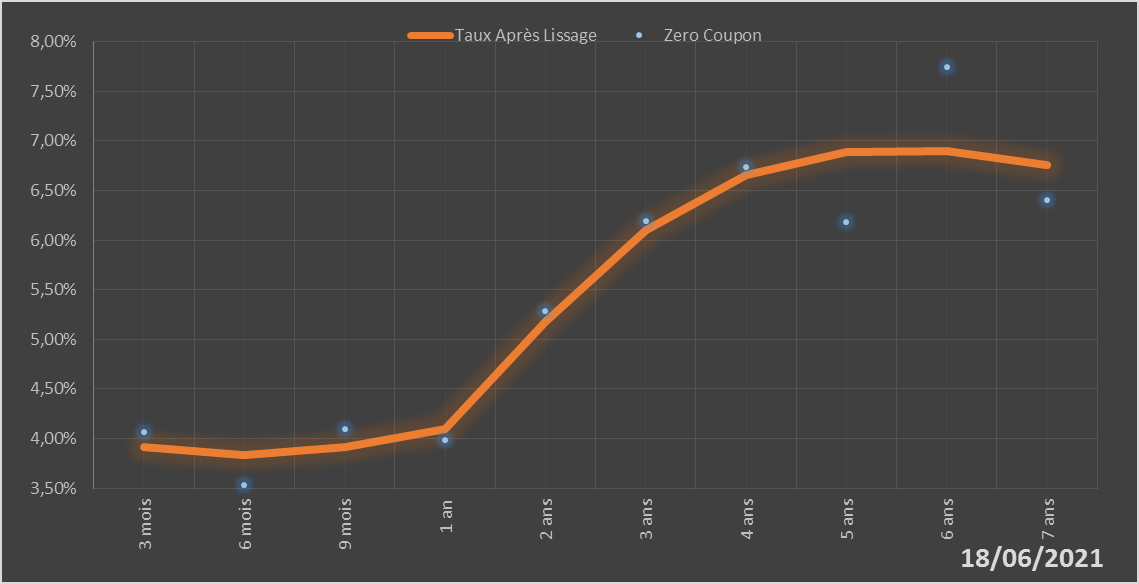 Taux Après Lissage
Zero Coupon
8,00%
7,50%
7,00%
6,50%
6,00%
5,50%
5,00%
4,50%
4,00%
3,50%
3 mois
6 mois
9 mois
1 an
2 ans
3 ans
4 ans
5 ans
6 ans
7 ans
18/06/2021